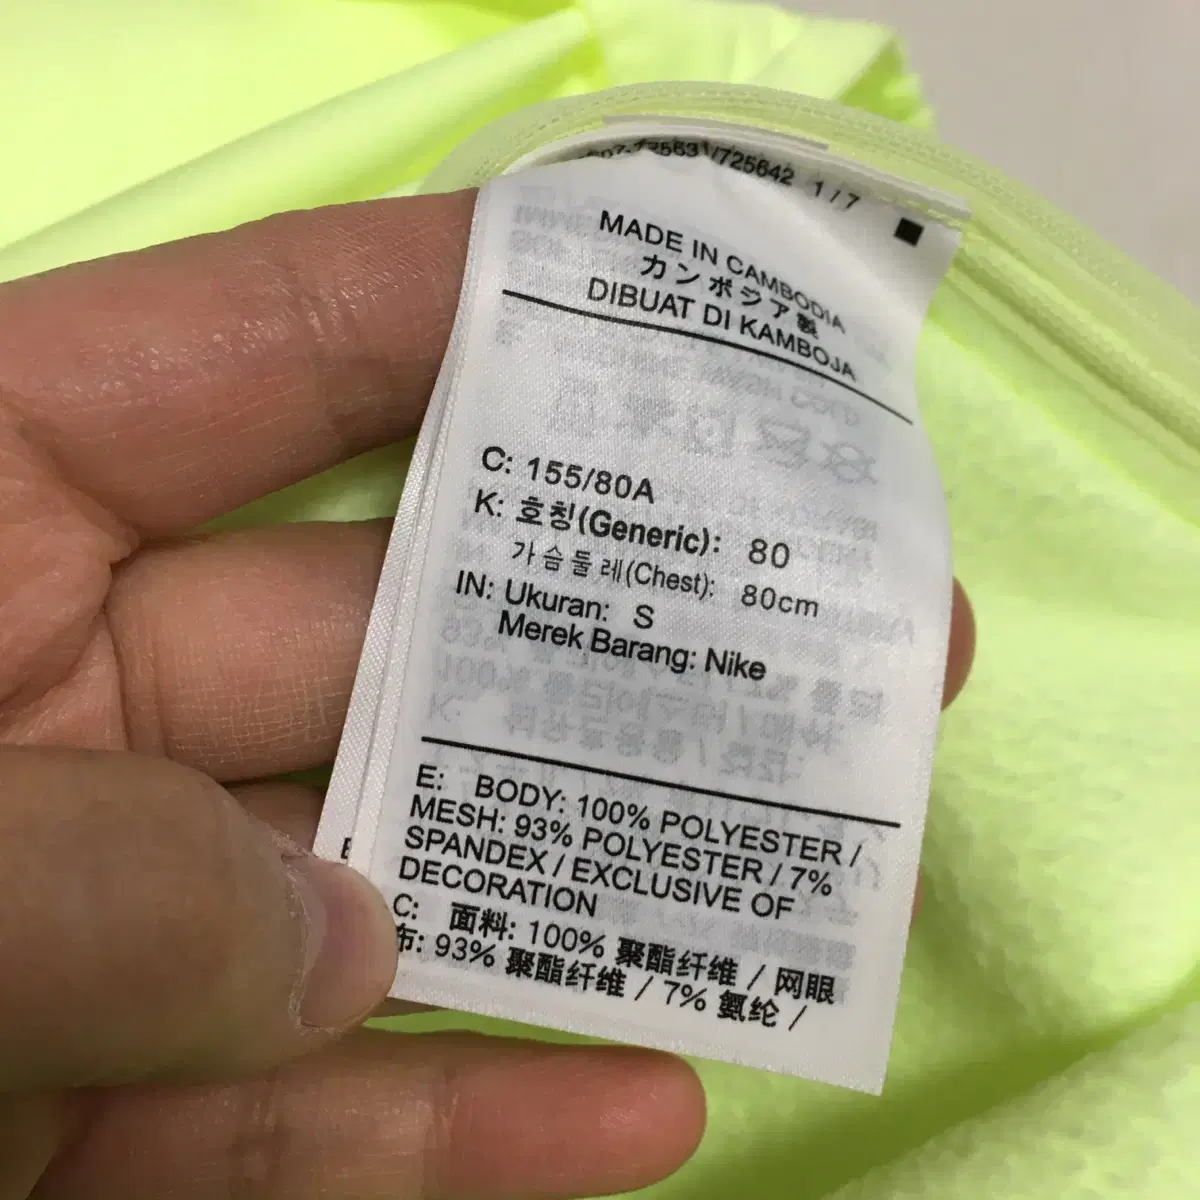 /725642 1 / 7
MADE IN CAMBODIA
カンボジア製
DIBUAT DI KAMBOJA
C: 155/80A
K: 호칭(Generic): 80
가슴둘레(Chest): 80cm
IN: Ukuran: S
Merek Barang: Nike
E: BODY: 100% POLYESTER /
MESH: 93% POLYESTER / 7%
SPANDEX / EXCLUSIVE OF
DECORATION
C: 面料: 100% 聚酯纤维 / 网眼
布: 93% 聚酯纤维 / 7% 氨纶 /